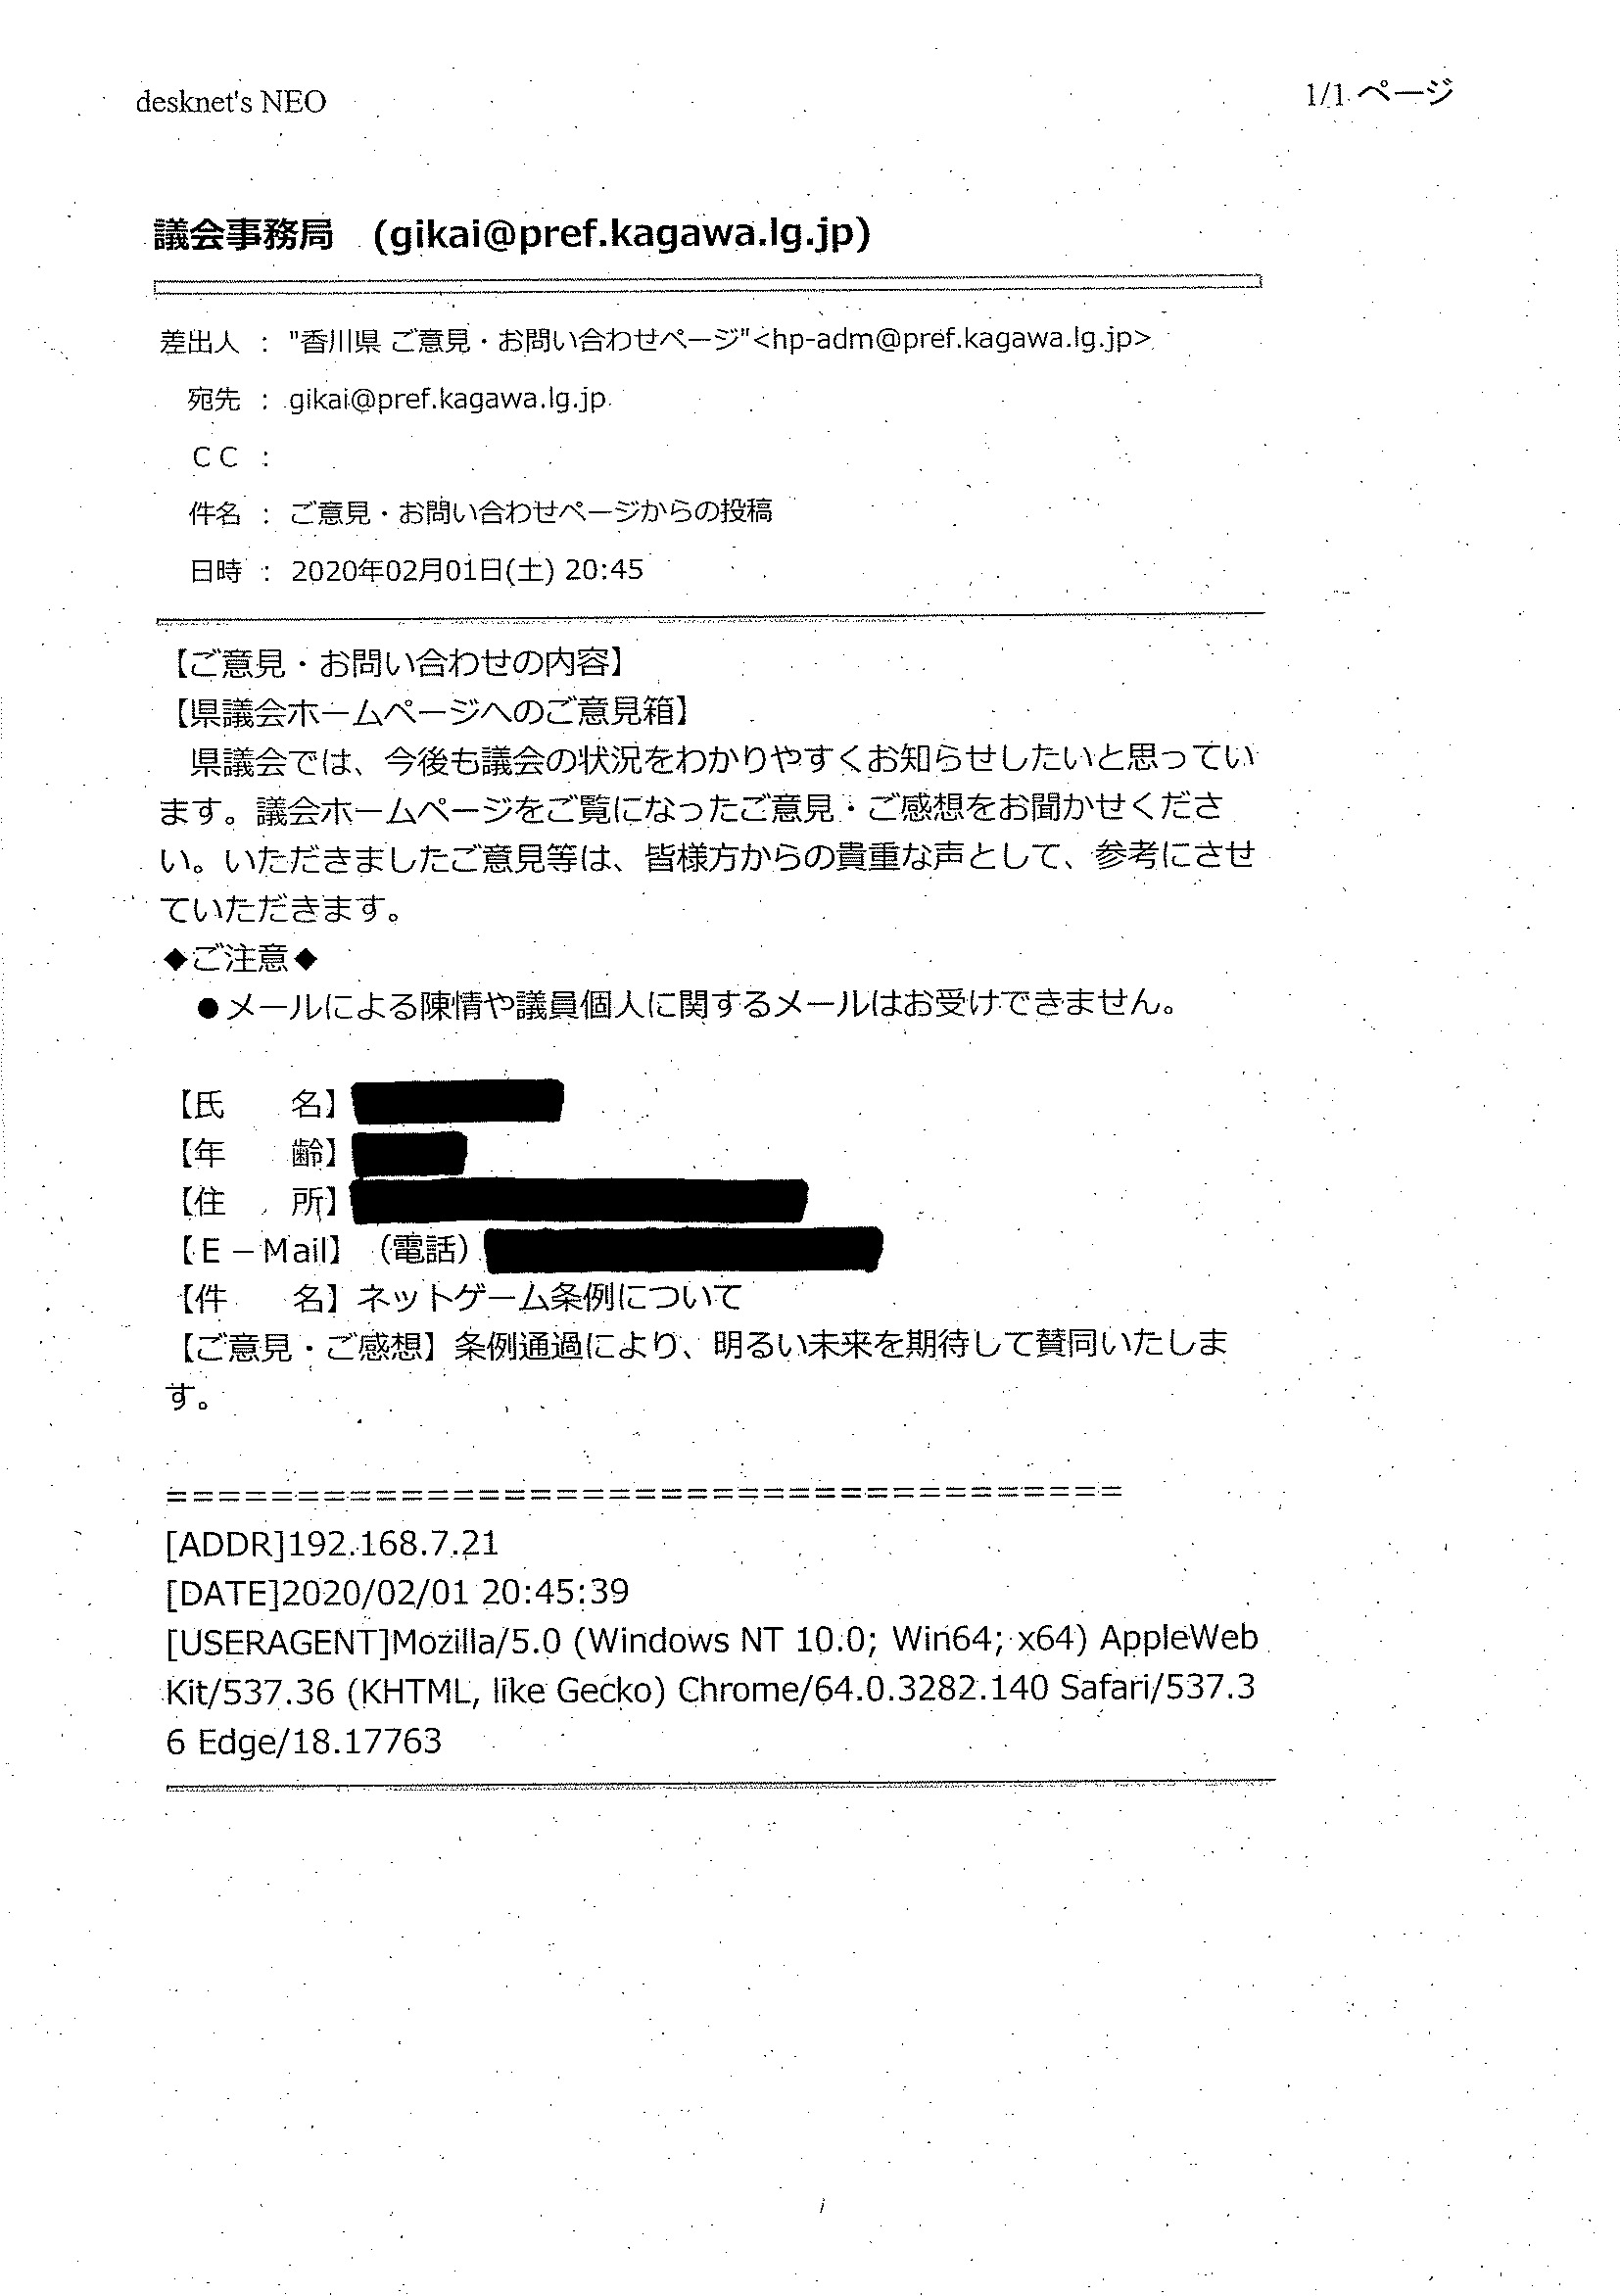 desknet's NEO
1/1 ページ
議会事務局　(gikai@pref.kagawa.lg.jp)
差出人 : "香川県 ご意見・お問い合わせページ"<hp-adm@pref.kagawa.lg.jp>
宛先 : gikai@pref.kagawa.lg.jp
ＣＣ :
件名 : ご意見・お問い合わせページからの投稿
日時 : 2020年02月01日(土) 20:45
【ご意見・お問い合わせの内容】
【県議会ホームページへのご意見箱】
　県議会では、今後も議会の状況をわかりやすくお知らせしたいと思ってい
ます。議会ホームページをご覧になったご意見・ご感想をお聞かせくださ
い。いただきましたご意見等は、皆様方からの貴重な声として、参考にさせ
ていただきます。
◆ご注意◆
　●メールによる陳情や議員個人に関するメールはお受けできません。
【氏　　名】
【年　　齢】
【住　　所】
【Ｅ－Mail】（電話）
【件　　名】ネットゲーム条例について
【ご意見・ご感想】条例通過により、明るい未来を期待して賛同いたしま
す。
=====================================
[ADDR]192.168.7.21
[DATE]2020/02/01 20:45:39
[USERAGENT]Mozilla/5.0 (Windows NT 10.0; Win64; x64) AppleWeb
Kit/537.36 (KHTML, like Gecko) Chrome/64.0.3282.140 Safari/537.3
6 Edge/18.17763